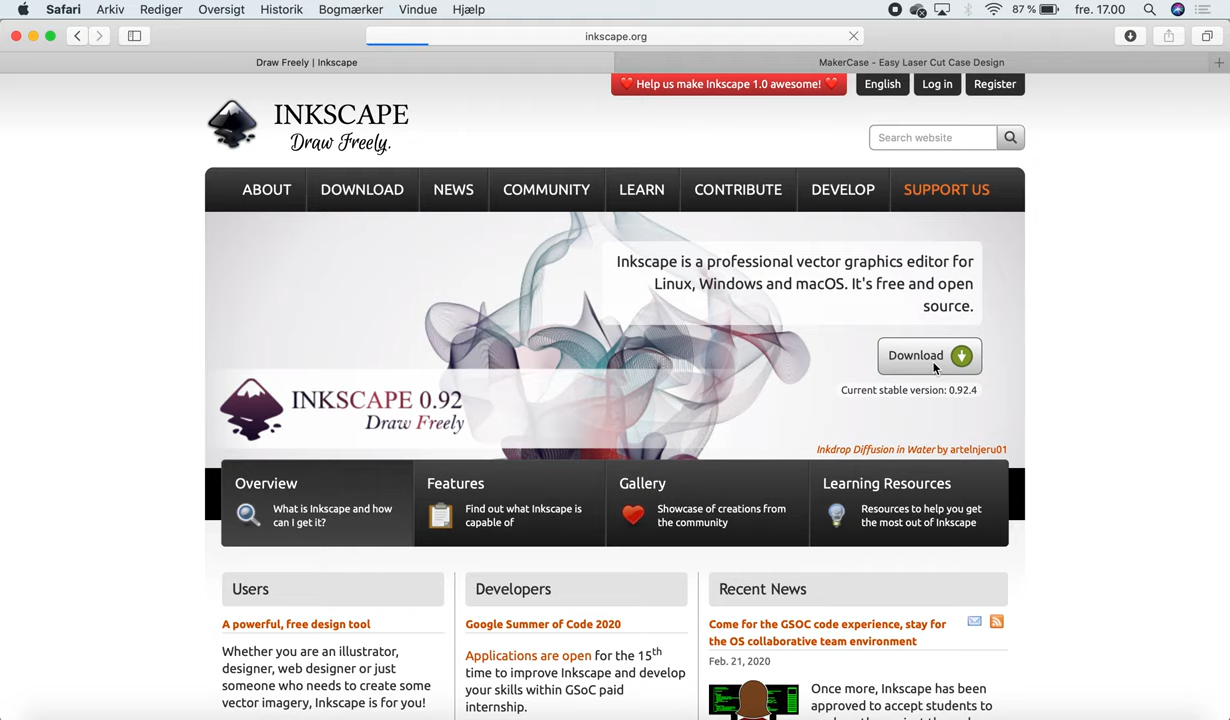 Safari Arkiv Rediger Oversigt Historik Bogmærker Vindue Hjælp 87 % fre. 17.00
inkscape.org
Draw Freely | Inkscape
MakerCase - Easy Laser Cut Case Design
Help us make Inkscape 1.0 awesome!
English
Log in
Register
INKSCAPE
Draw Freely.
Search website
ABOUT DOWNLOAD NEWS COMMUNITY LEARN CONTRIBUTE DEVELOP SUPPORT US
Inkscape is a professional vector graphics editor for
Linux, Windows and macOS. It's free and open
source.
Download
Current stable version: 0.92.4
INKSCAPE 0.92
Draw Freely
Inkdrop Diffusion in Water by artelnjeru01
Overview
What is Inkscape and how
can I get it?
Features
Find out what Inkscape is
capable of
Gallery
Showcase of creations from
the community
Learning Resources
Resources to help you get
the most out of Inkscape
Users
A powerful, free design tool
Whether you are an illustrator,
designer, web designer or just
someone who needs to create some
vector imagery, Inkscape is for you!
Developers
Google Summer of Code 2020
Applications are open for the 15th
time to improve Inkscape and develop
your skills within GSoC paid
internship.
Recent News
Come for the GSOC code experience, stay for
the OS collaborative team environment
Feb. 21, 2020
Once more, Inkscape has been
approved to accept students to